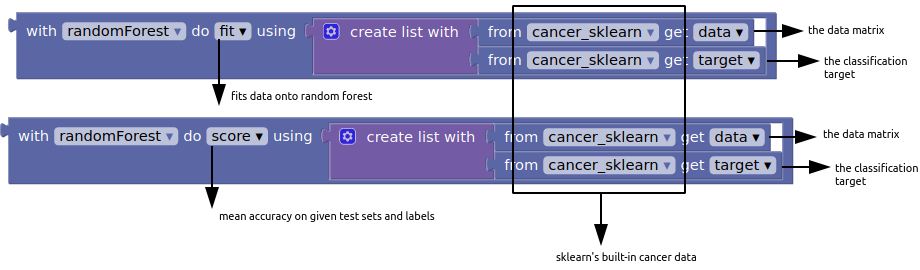 with randomForest ▾ do fit ▾ using create list with from cancer_sklearn ▾ get data ▾
the data matrix
from cancer_sklearn ▾ get target ▾
the classification
target
fits data onto random forest
with randomForest ▾ do score ▾ using create list with from cancer_sklearn ▾ get data ▾
the data matrix
from cancer_sklearn ▾ get target ▾
the classification
target
mean accuracy on given test sets and labels
sklearn's built-in cancer data